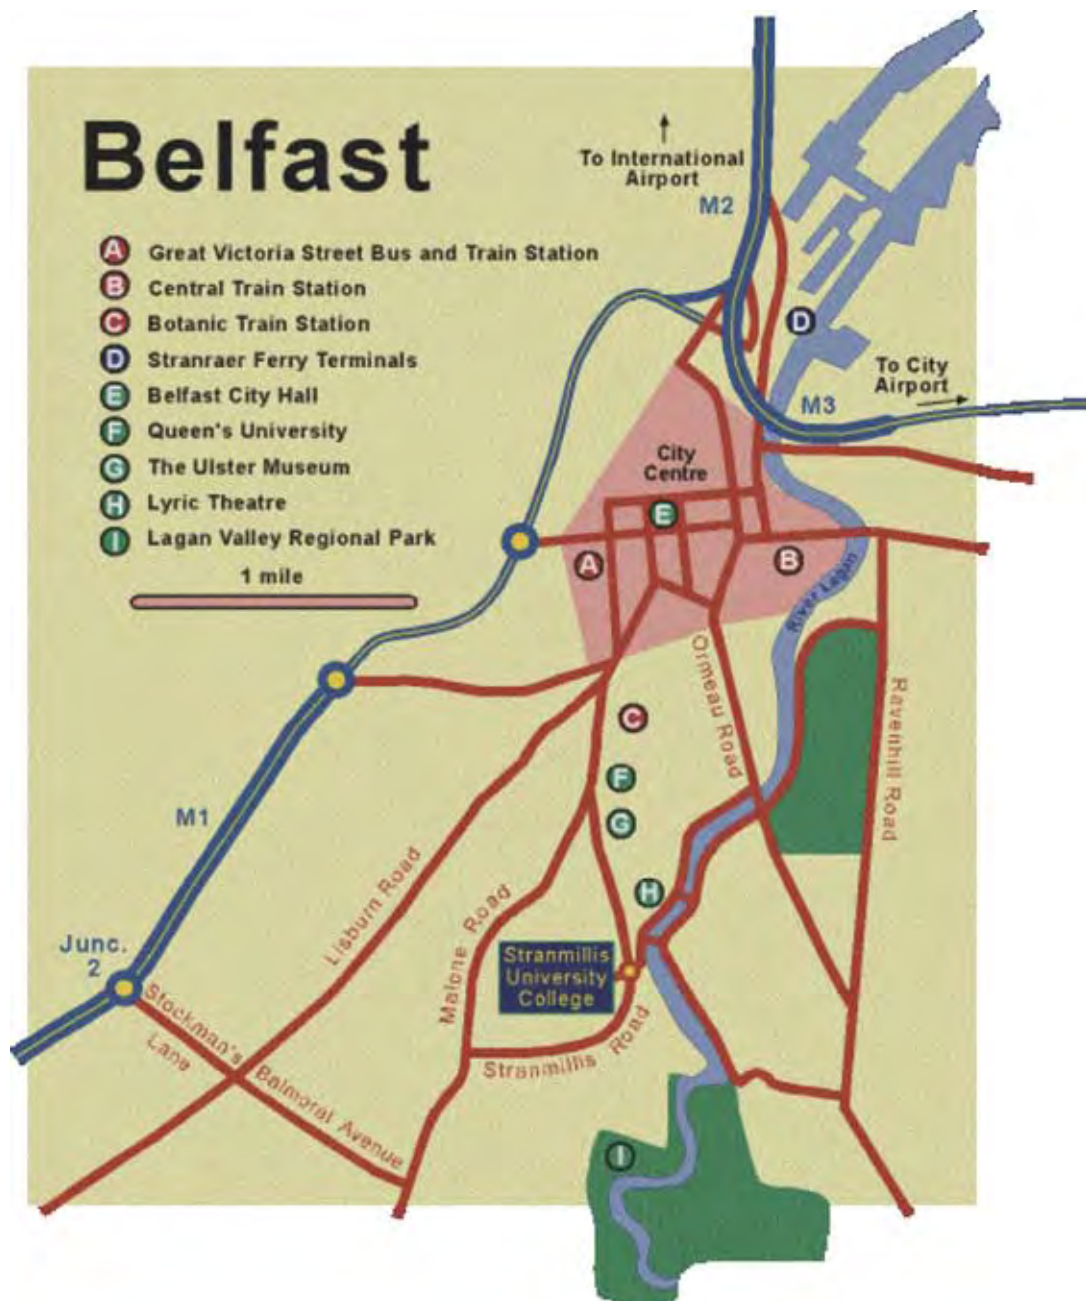 Belfast
To International
Airport
M2
A Great Victoria Street Bus and Train Station
B Central Train Station
C Botanic Train Station
D Stranraer Ferry Terminals
E Belfast City Hall
F Queen's University
G The Ulster Museum
H Lyric Theatre
I Lagan Valley Regional Park
1 mile
D
To City
Airport
M3
City
Centre
E
A
B
River Lagan
Ormeau Road
Ravenhill Road
C
F
G
H
M1
Lisburn Road
Malone Road
Junc.
2
Stranmillis
University
College
Stockman's
Lane
Balmoral Avenue
Stranmillis Road
I